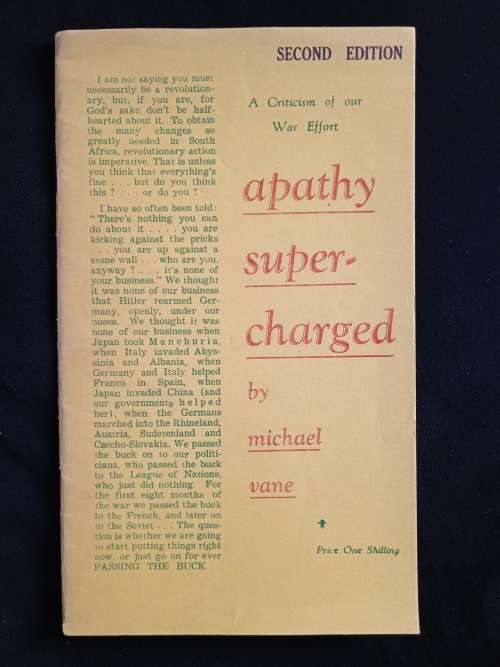 SECOND EDITION
I am not saying you must
necessarily be a revolution-
ary, but, if you are, for
God's sake don't be half-
hearted about it. To obtain
the many changes so
greatly needed in South
Africa, revolutionary action
is imperative. That is unless
you think that everything's
fine . . . but do you think
this ? . . . or do you ?
I have so often been told:
"There's nothing you can
do about it . . . . you are
kicking against the pricks
. . . you are up against a
stone wall . . . who are you,
anyway ? . . . it's none of
your business." We thought
it was none of our business
that Hitler rearmed Ger-
many, openly, under our
noses. We thought it was
none of our business when
Japan took Manchuria,
when Italy invaded Abys-
sinia and Albania, when
Germany and Italy helped
Franco in Spain, when
Japan invaded China (and
our governments helped
her), when the Germans
marched into the Rhineland,
Austria, Sudetenland and
Czecho-Slovakia. We passed
the buck on to our politi-
cians, who passed the buck
to the League of Nations,
who just did nothing. For
the first eight months of
the war we passed the buck
to the French, and later on
to the Soviet . . . The ques-
tion is whether we are going
to start putting things right
now, or just go on for ever
PASSING THE BUCK
A Criticism of our
War Effort
apathy
super-
charged
by
michael
vane
Price One Shilling